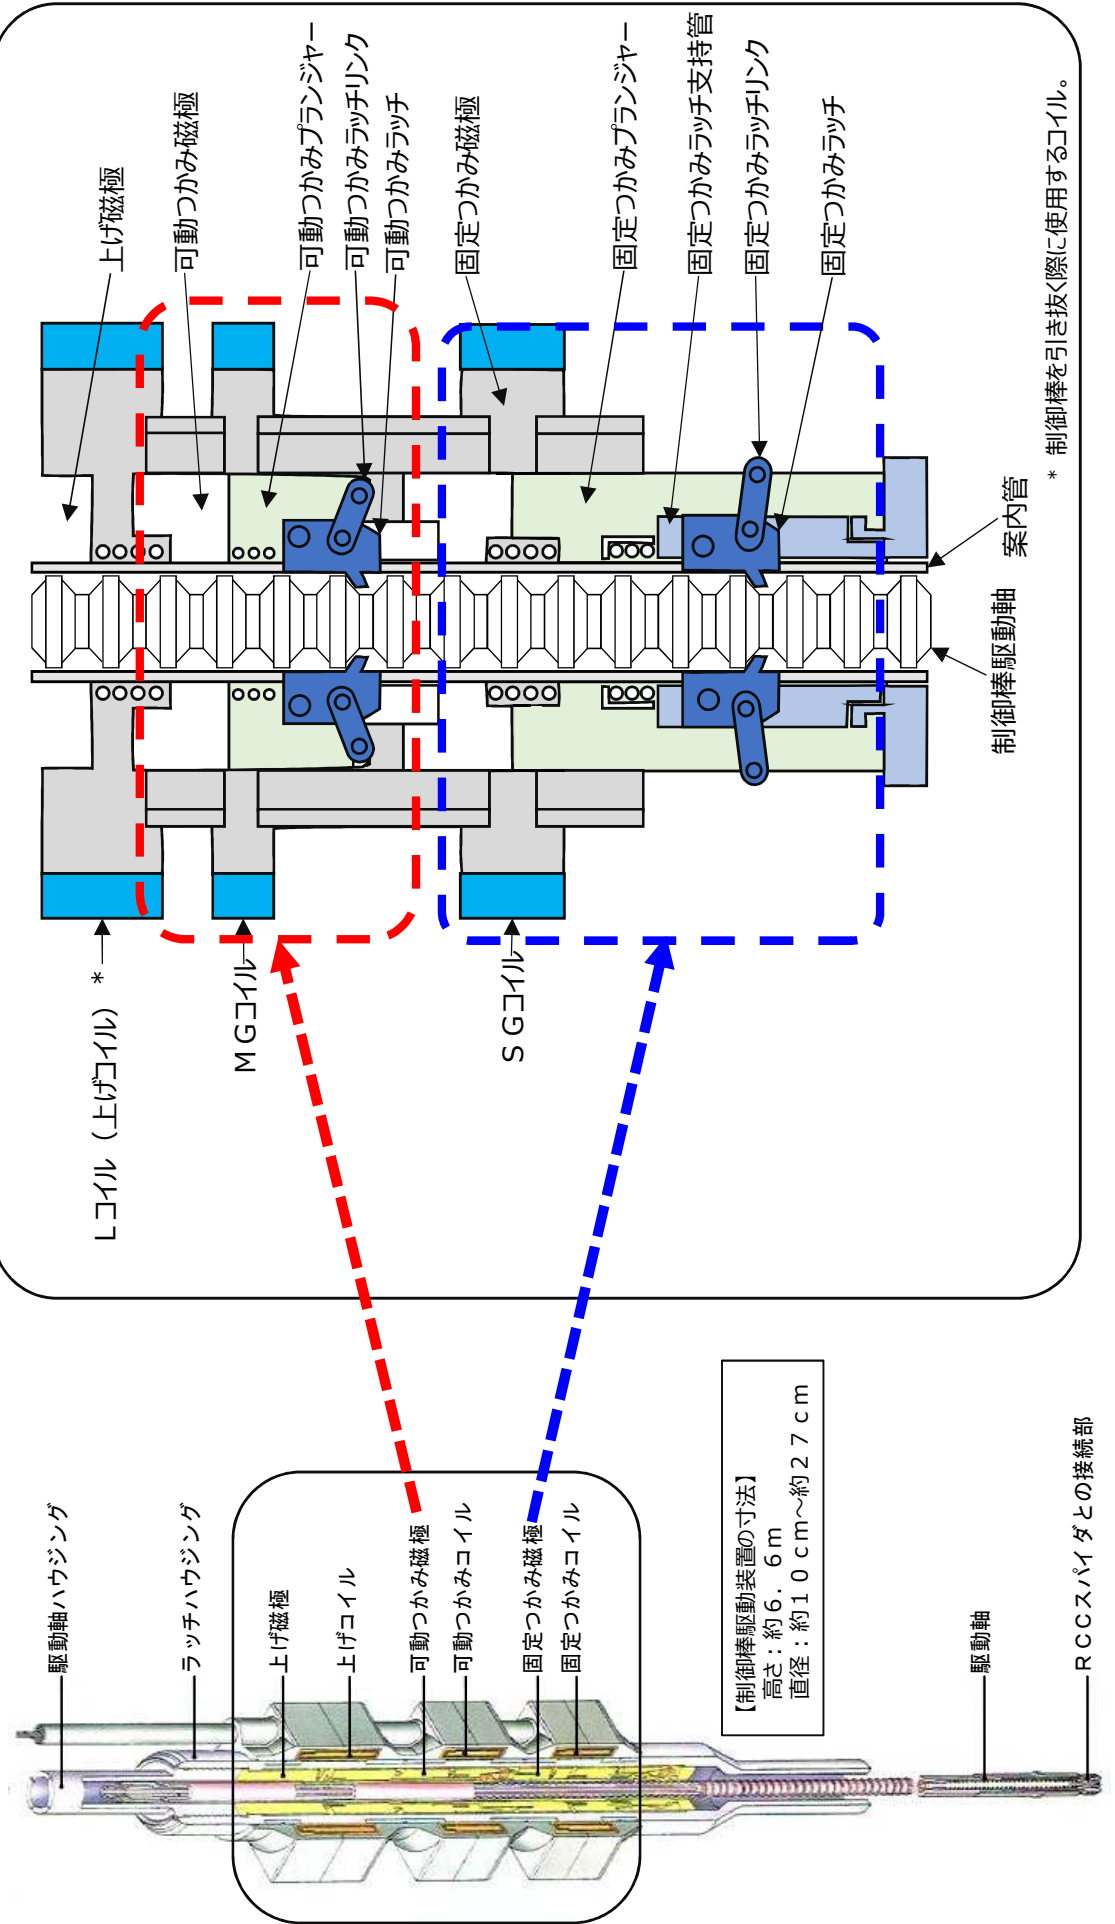 駆動軸ハウジング
ラッチハウジング
上げ磁極
上げコイル
可動つかみ磁極
可動つかみコイル
固定つかみ磁極
固定つかみコイル
【制御棒駆動装置の寸法】
高さ：約６．６ｍ
直径：約１０ｃｍ～約２７ｃｍ
駆動軸
ＲＣＣスパイダとの接続部
Ｌコイル（上げコイル）＊
ＭＧコイル
ＳＧコイル
上げ磁極
可動つかみ磁極
可動つかみプランジャー
可動つかみラッチリンク
可動つかみラッチ
固定つかみ磁極
固定つかみプランジャー
固定つかみラッチ支持管
固定つかみラッチリンク
固定つかみラッチ
制御棒駆動軸
案内管
＊ 制御棒を引き抜く際に使用するコイル。